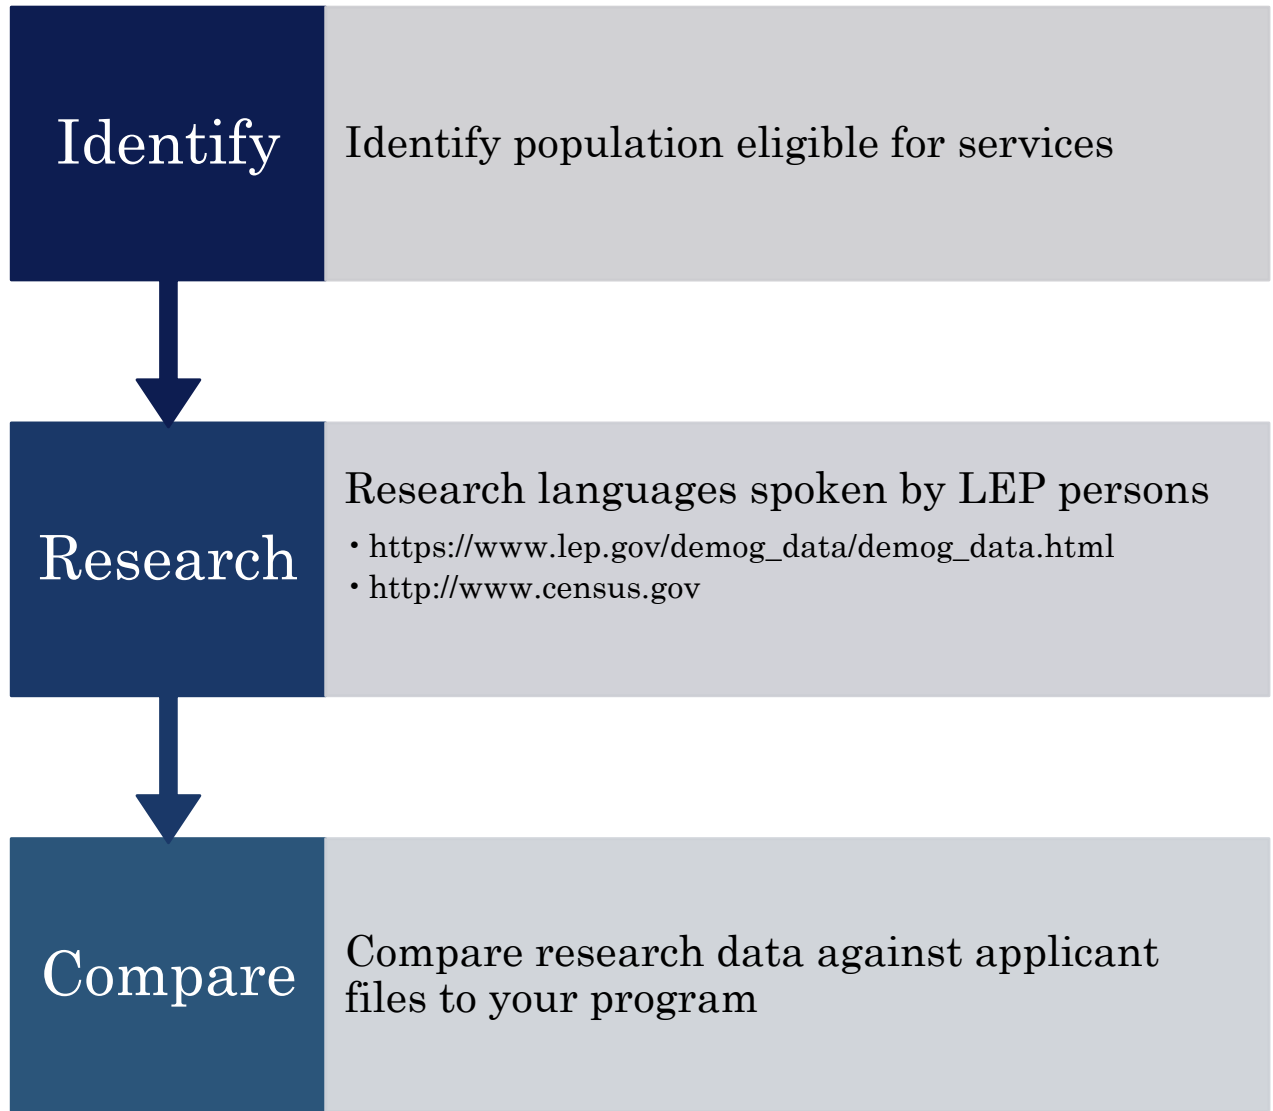 Identify
Identify population eligible for services
Research
Research languages spoken by LEP persons
• https://www.lep.gov/demog_data/demog_data.html
• http://www.census.gov
Compare
Compare research data against applicant
files to your program